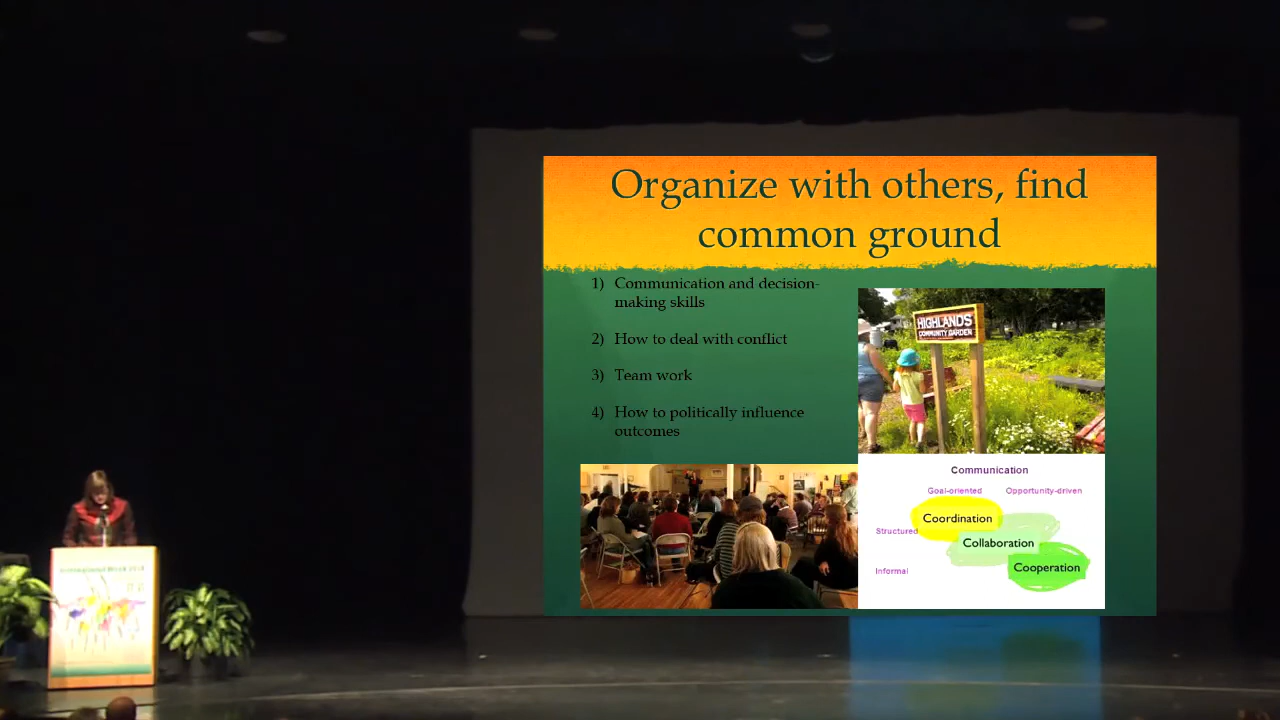 Organize with others, find
common ground
1) Communication and decision-
making skills
2) How to deal with conflict
3) Team work
4) How to politically influence
outcomes
HIGHLANDS
COMMUNITY GARDEN
Communication
Goal-oriented Opportunity-driven
Coordination
Structured
Collaboration
Cooperation
Informal